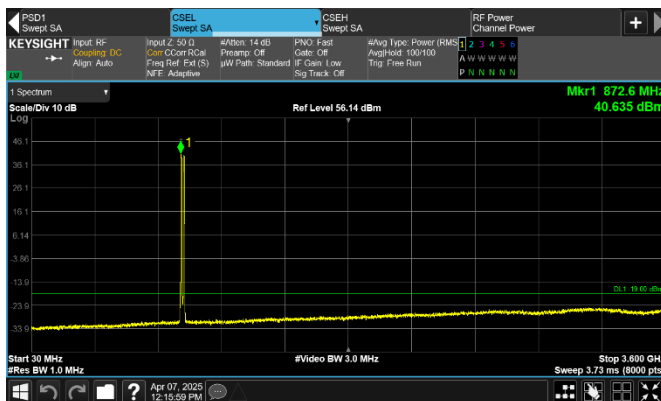 PSD1
Swept SA
CSEL
Swept SA
CSEH
Swept SA
RF Power
Channel Power
KEYSIGHT
Input: RF
Coupling: DC
Align: Auto
Input Z: 50 Ω
Corr CCorr RCal
Freq Ref: Ext (S)
NFE: Adaptive
#Atten: 14 dB
Preamp: Off
µW Path: Standard
PNO: Fast
Gate: Off
IF Gain: Low
Sig Track: Off
#Avg Type: Power (RMS
Avg|Hold: 100/100
Trig: Free Run
1 2 3 4 5 6
A W W W W W
P N N N N N
1 Spectrum
Scale/Div 10 dB
Ref Level 56.14 dBm
Mkr1 872.6 MHz
40.635 dBm
Log
1
46.1
36.1
26.1
16.1
6.14
-3.86
-13.9
-23.9
-33.9
Start 30 MHz
#Res BW 1.0 MHz
#Video BW 3.0 MHz
Stop 3.600 GH
Sweep 3.73 ms (8000 pts
?
Apr 07, 2025
12:15:59 PM